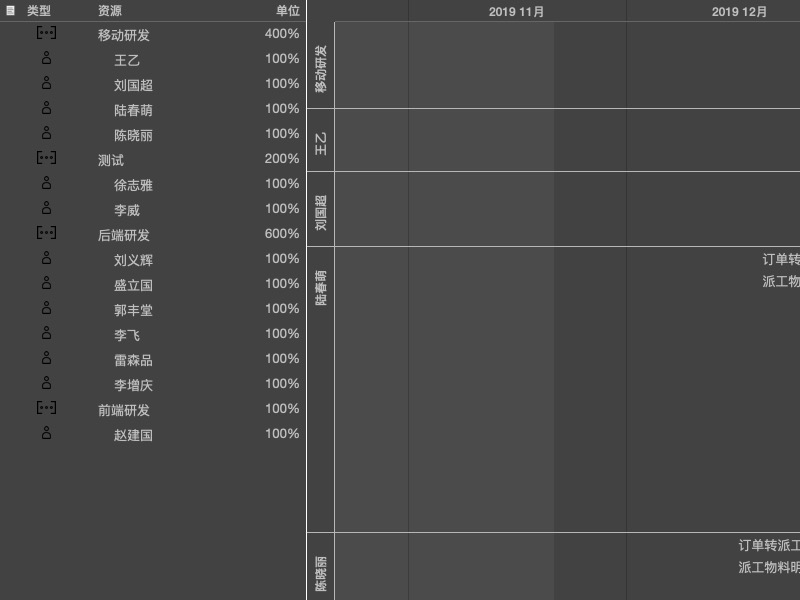 类型 资源 单位
移动研发 400%
王乙 100%
刘国超 100%
陆春萌 100%
陈晓丽 100%
测试 200%
徐志雅 100%
李威 100%
后端研发 600%
刘义辉 100%
盛立国 100%
郭丰堂 100%
李飞 100%
雷森品 100%
李增庆 100%
前端研发 100%
赵建国 100%
2019 11月 2019 12月
移动研发
王乙
刘国超
陆春萌
订单转
派工物
陈晓丽
订单转派工
派工物料明